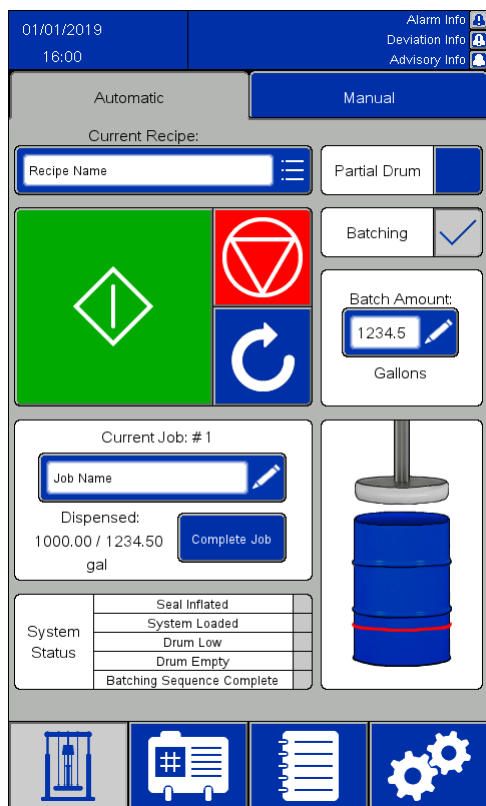 01/01/2019
16:00
Alarm Info
Deviation Info
Advisory Info
Automatic
Manual
Current Recipe:
Recipe Name
Partial Drum
Batching
Batch Amount:
1234.5
Gallons
Current Job: # 1
Job Name
Dispensed:
1000.00 / 1234.50
gal
Complete Job
System
Status
Seal Inflated
System Loaded
Drum Low
Drum Empty
Batching Sequence Complete
#